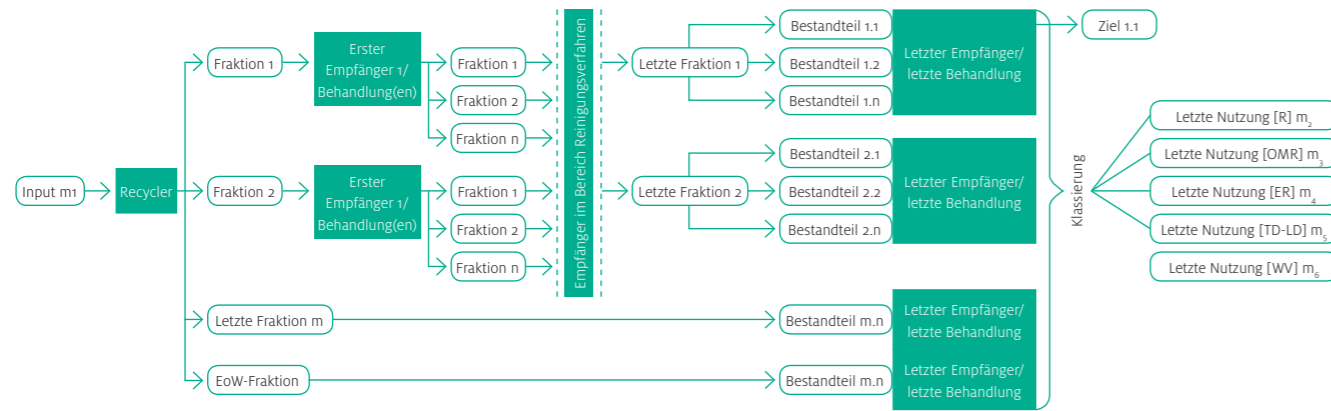 Input m1
Recycler
Fraktion 1
Erster
Empfänger 1/
Behandlung(en)
Fraktion 1
Fraktion 2
Fraktion n
Fraktion 2
Erster
Empfänger 1/
Behandlung(en)
Fraktion 1
Fraktion 2
Fraktion n
Letzte Fraktion m
EoW-Fraktion
Empfänger im Bereich Reinigungsverfahren
Letzte Fraktion 1
Bestandteil 1.1
Bestandteil 1.2
Bestandteil 1.n
Letzter Empfänger/
letzte Behandlung
Letzte Fraktion 2
Bestandteil 2.1
Bestandteil 2.2
Bestandteil 2.n
Letzter Empfänger/
letzte Behandlung
Bestandteil m.n
Letzter Empfänger/
letzte Behandlung
Bestandteil m.n
Letzter Empfänger/
letzte Behandlung
Ziel 1.1
Klassierung
Letzte Nutzung [R] m₂
Letzte Nutzung [OMR] m₃
Letzte Nutzung [ER] m₄
Letzte Nutzung [TD-LD] m₅
Letzte Nutzung [WV] m₆